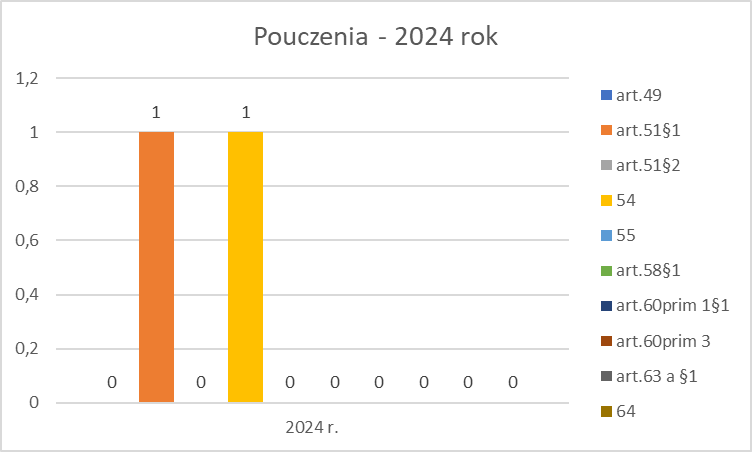 Pouczenia - 2024 rok
1,2
1
0,8
0,6
0,4
0,2
0
0 1 0 1 0 0 0 0 0 0
2024 r.
art.49
art.51§1
art.51§2
54
55
art.58§1
art.60prim 1§1
art.60prim 3
art.63 a §1
64